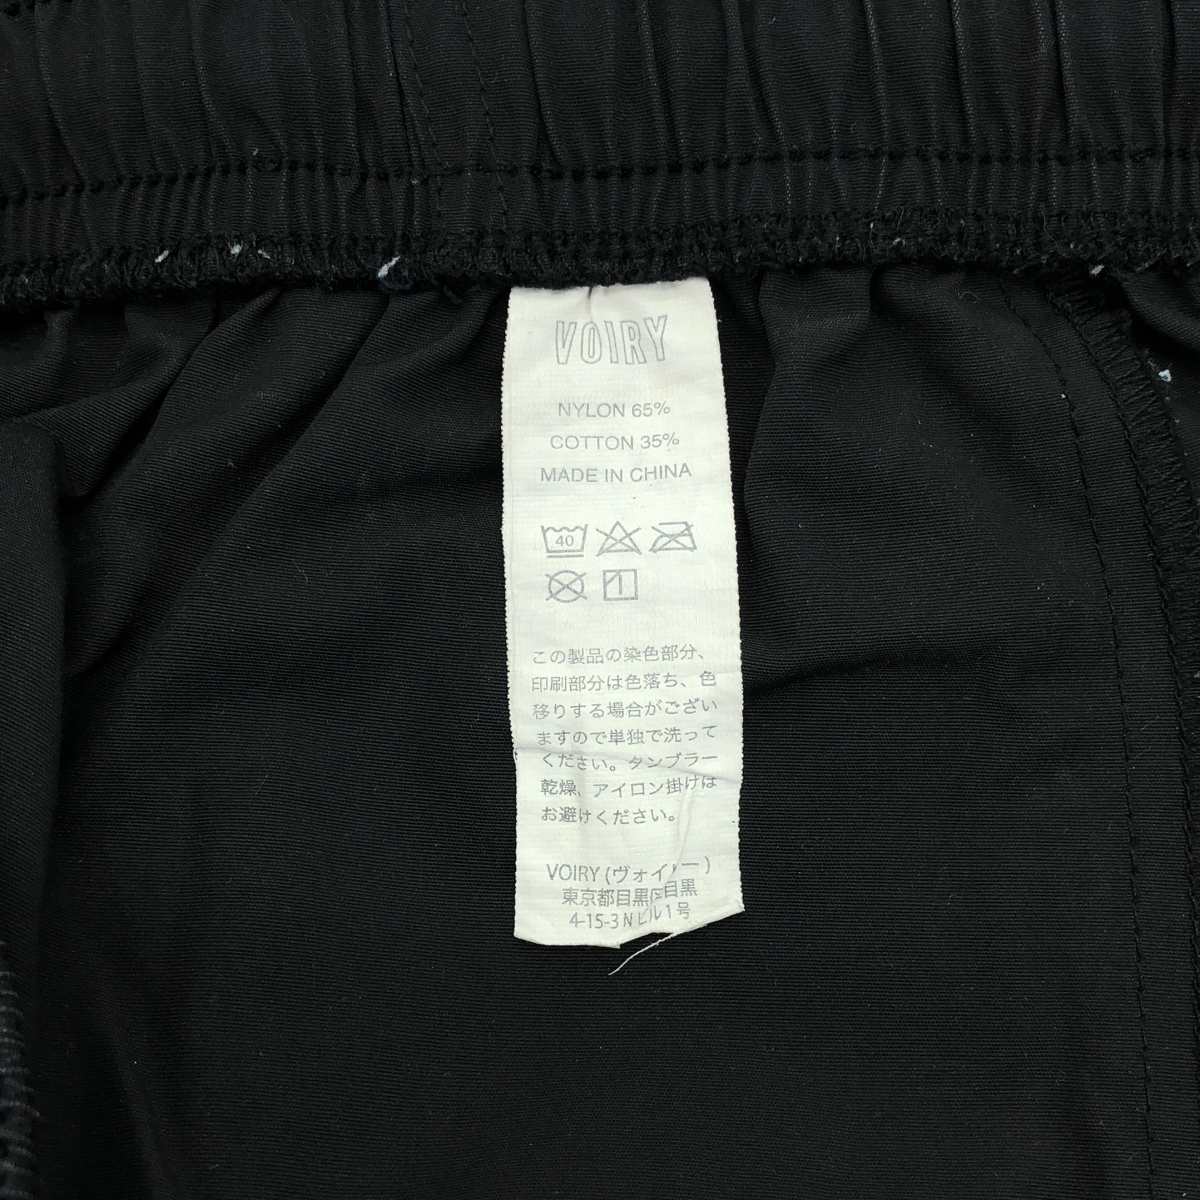 VOIRY
NYLON 65%
COTTON 35%
MADE IN CHINA
40
この製品の染色部分、
印刷部分は色落ち、色
移りする場合がござい
ますので単独で洗って
ください。タンブラー
乾燥、アイロン掛けは
お避けください。
VOIRY (ヴォイリー)
東京都目黒区目黒
4-15-3 Nビル1号